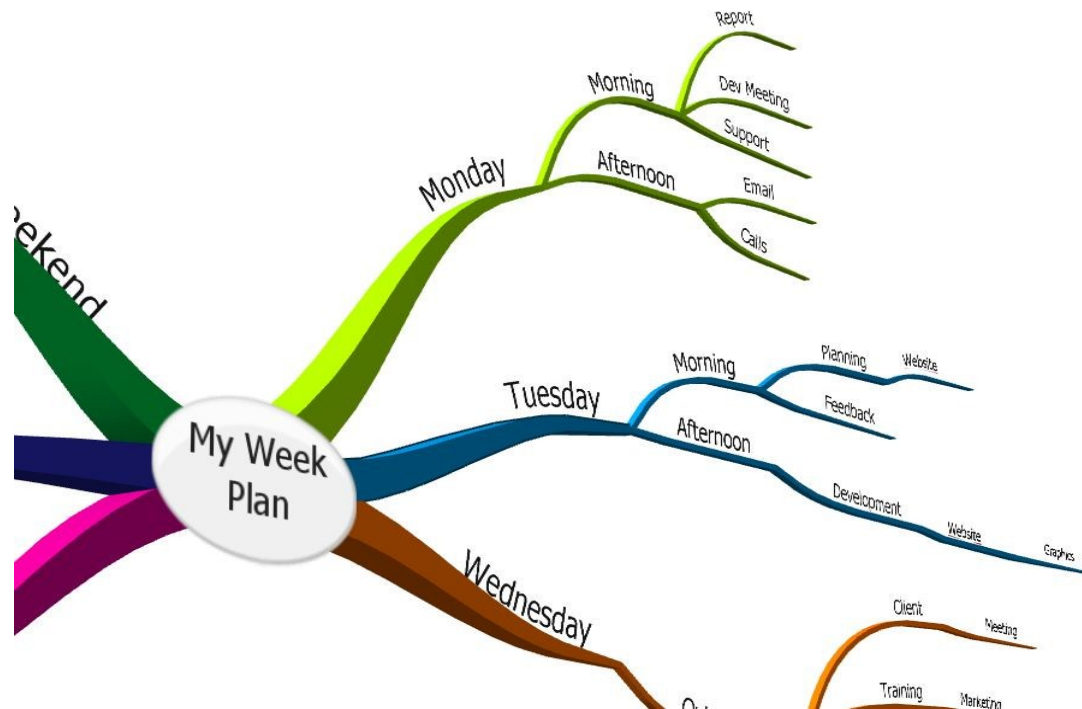 My Week
Plan
Monday
Morning
Report
Dev Meeting
Support
Afternoon
Email
Calls
Tuesday
Morning
Planning
Website
Feedback
Afternoon
Development
Website
Graphics
Wednesday
Client
Meeting
Training
Marketing